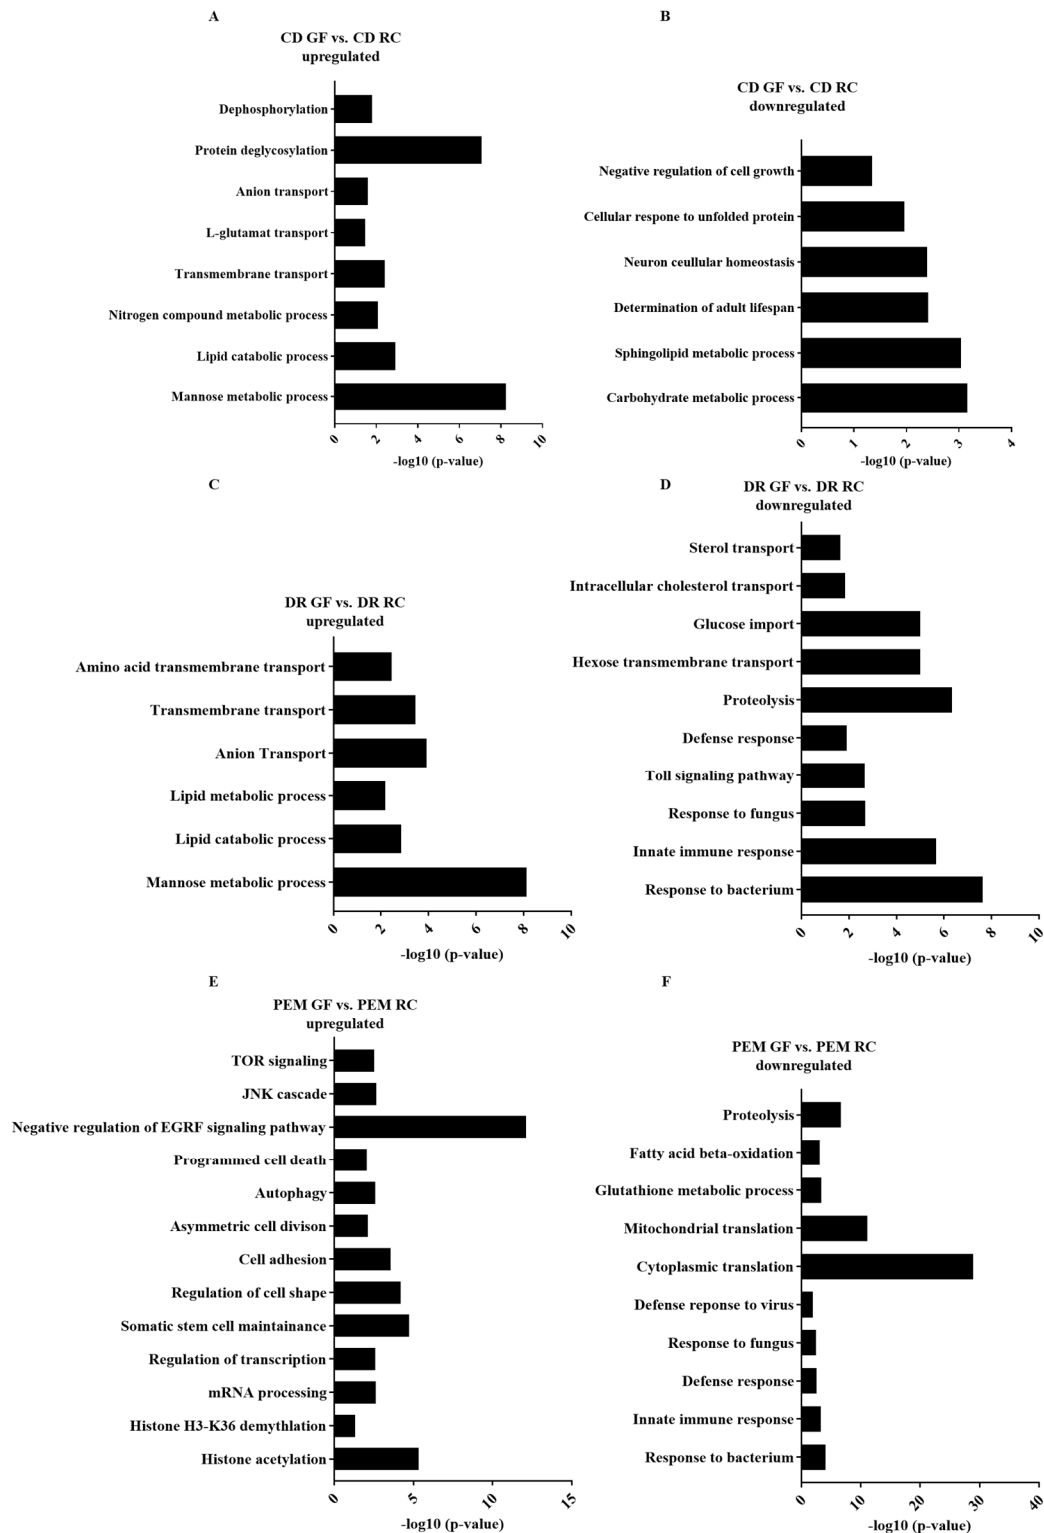 A
CD GF vs. CD RC
upregulated
Dephosphorylation
Protein deglycosylation
Anion transport
L-glutamat transport
Transmembrane transport
Nitrogen compound metabolic process
Lipid catabolic process
Mannose metabolic process
0 2 4 6 8 10
-log10 (p-value)
B
CD GF vs. CD RC
downregulated
Negative regulation of cell growth
Cellular respone to unfolded protein
Neuron ceullular homeostasis
Determination of adult lifespan
Sphingolipid metabolic process
Carbohydrate metabolic process
0 1 2 3 4
-log10 (p-value)
C
DR GF vs. DR RC
upregulated
Amino acid transmembrane transport
Transmembrane transport
Anion Transport
Lipid metabolic process
Lipid catabolic process
Mannose metabolic process
0 2 4 6 8 10
-log10 (p-value)
D
DR GF vs. DR RC
downregulated
Sterol transport
Intracellular cholesterol transport
Glucose import
Hexose transmembrane transport
Proteolysis
Defense response
Toll signaling pathway
Response to fungus
Innate immune response
Response to bacterium
0 2 4 6 8 10
-log10 (p-value)
E
PEM GF vs. PEM RC
upregulated
TOR signaling
JNK cascade
Negative regulation of EGRF signaling pathway
Programmed cell death
Autophagy
Asymmetric cell divison
Cell adhesion
Regulation of cell shape
Somatic stem cell maintainance
Regulation of transcription
mRNA processing
Histone H3-K36 demythlation
Histone acetylation
0 5 10 15
-log10 (p-value)
F
PEM GF vs. PEM RC
downregulated
Proteolysis
Fatty acid beta-oxidation
Glutathione metabolic process
Mitochondrial translation
Cytoplasmic translation
Defense reponse to virus
Response to fungus
Defense response
Innate immune response
Response to bacterium
0 10 20 30 40
-log10 (p-value)